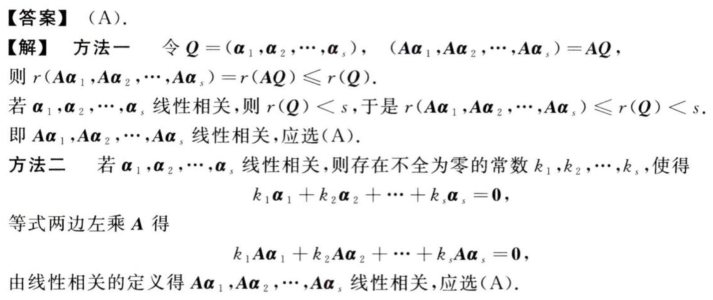 【答案】 (A).
【解】 方法一 令 Q=(α₁,α₂,⋯,αₛ), (Aα₁,Aα₂,⋯,Aαₛ)=AQ,
则 r(Aα₁,Aα₂,⋯,Aαₛ)=r(AQ)≤r(Q).
若 α₁,α₂,⋯,αₛ 线性相关,则 r(Q)<s,于是 r(Aα₁,Aα₂,⋯,Aαₛ)≤r(Q)<s.
即 Aα₁,Aα₂,⋯,Aαₛ 线性相关,应选(A).
方法二 若 α₁,α₂,⋯,αₛ 线性相关,则存在不全为零的常数 k₁,k₂,⋯,kₛ,使得
k₁α₁+k₂α₂+⋯+kₛαₛ=0,
等式两边左乘 A 得
k₁Aα₁+k₂Aα₂+⋯+kₛAαₛ=0,
由线性相关的定义得 Aα₁,Aα₂,⋯,Aαₛ 线性相关,应选(A).